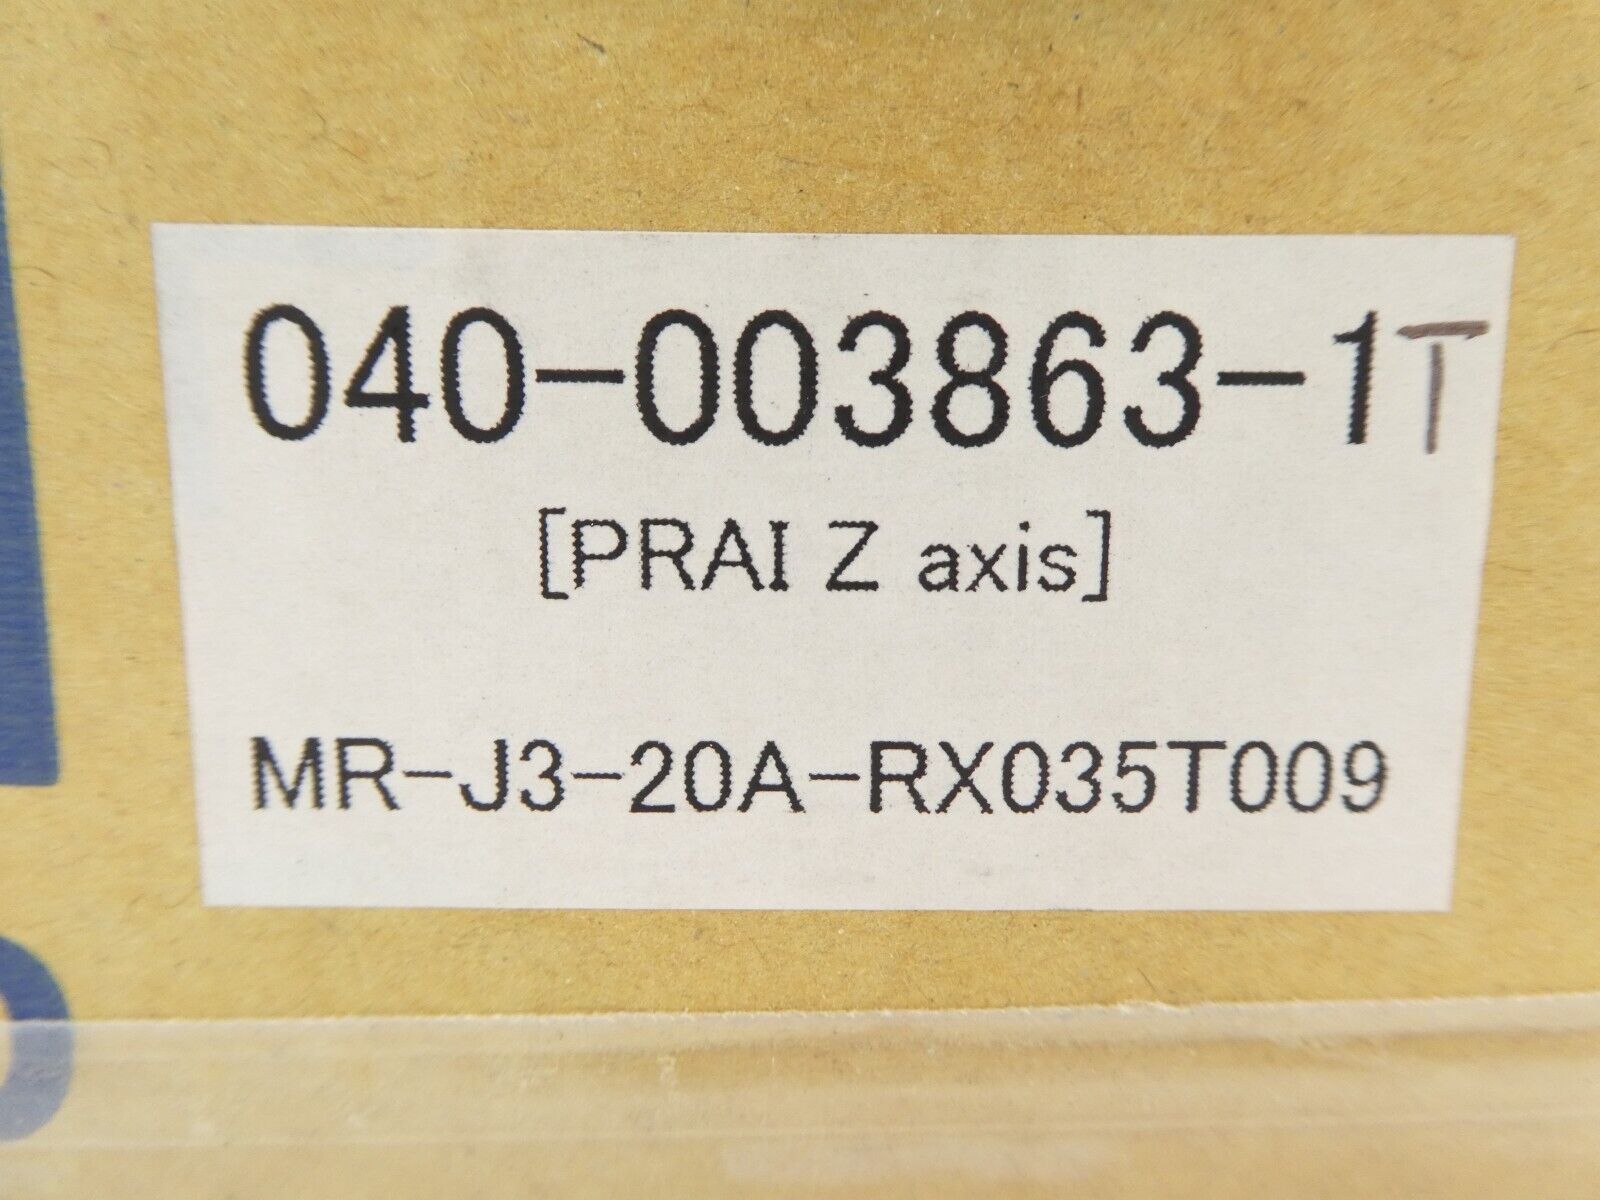 040-003863-1T
[PRAI Z axis]
MR-J3-20A-RX035T009